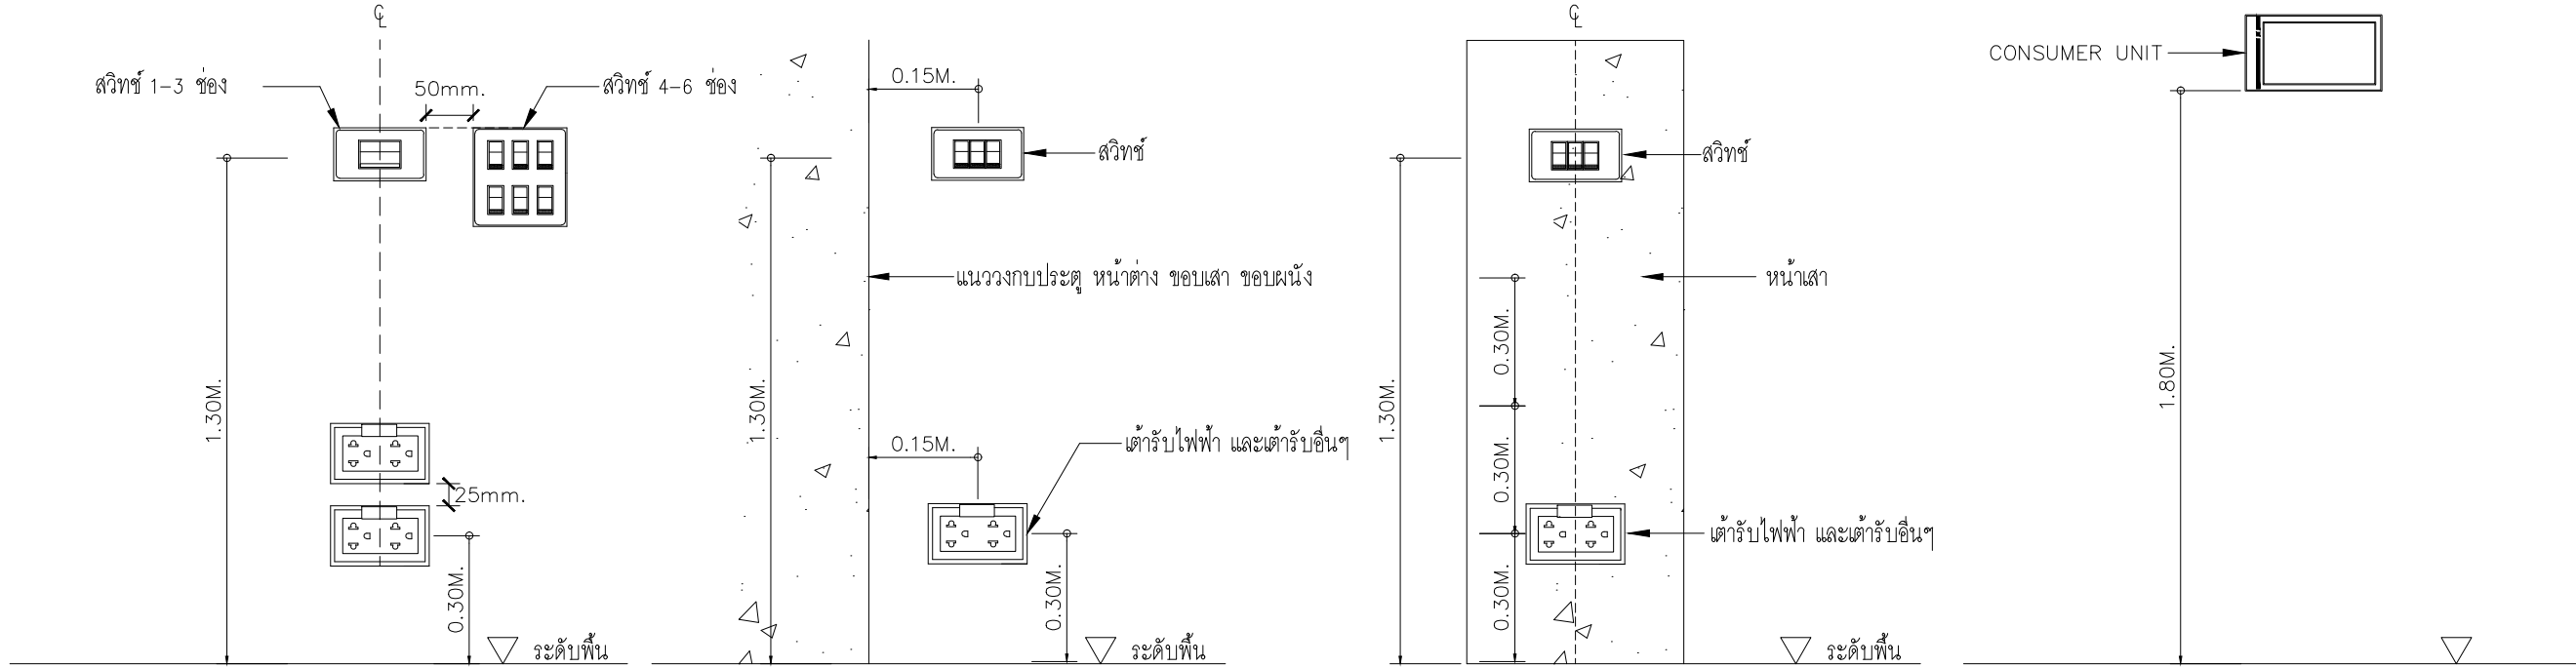 ℄
สวิทช์ 1-3 ช่อง
50mm.
สวิทช์ 4-6 ช่อง
1.30M.
25mm.
0.30M.
ระดับพื้น
0.15M.
สวิทช์
แนววงกบประตู หน้าต่าง ขอบเสา ขอบผนัง
1.30M.
0.15M.
เต้ารับไฟฟ้า และเต้ารับอื่นๆ
0.30M.
ระดับพื้น
℄
สวิทช์
หน้าเสา
0.30M.
1.30M.
0.30M.
เต้ารับไฟฟ้า และเต้ารับอื่นๆ
0.30M.
ระดับพื้น
CONSUMER UNIT
1.80M.